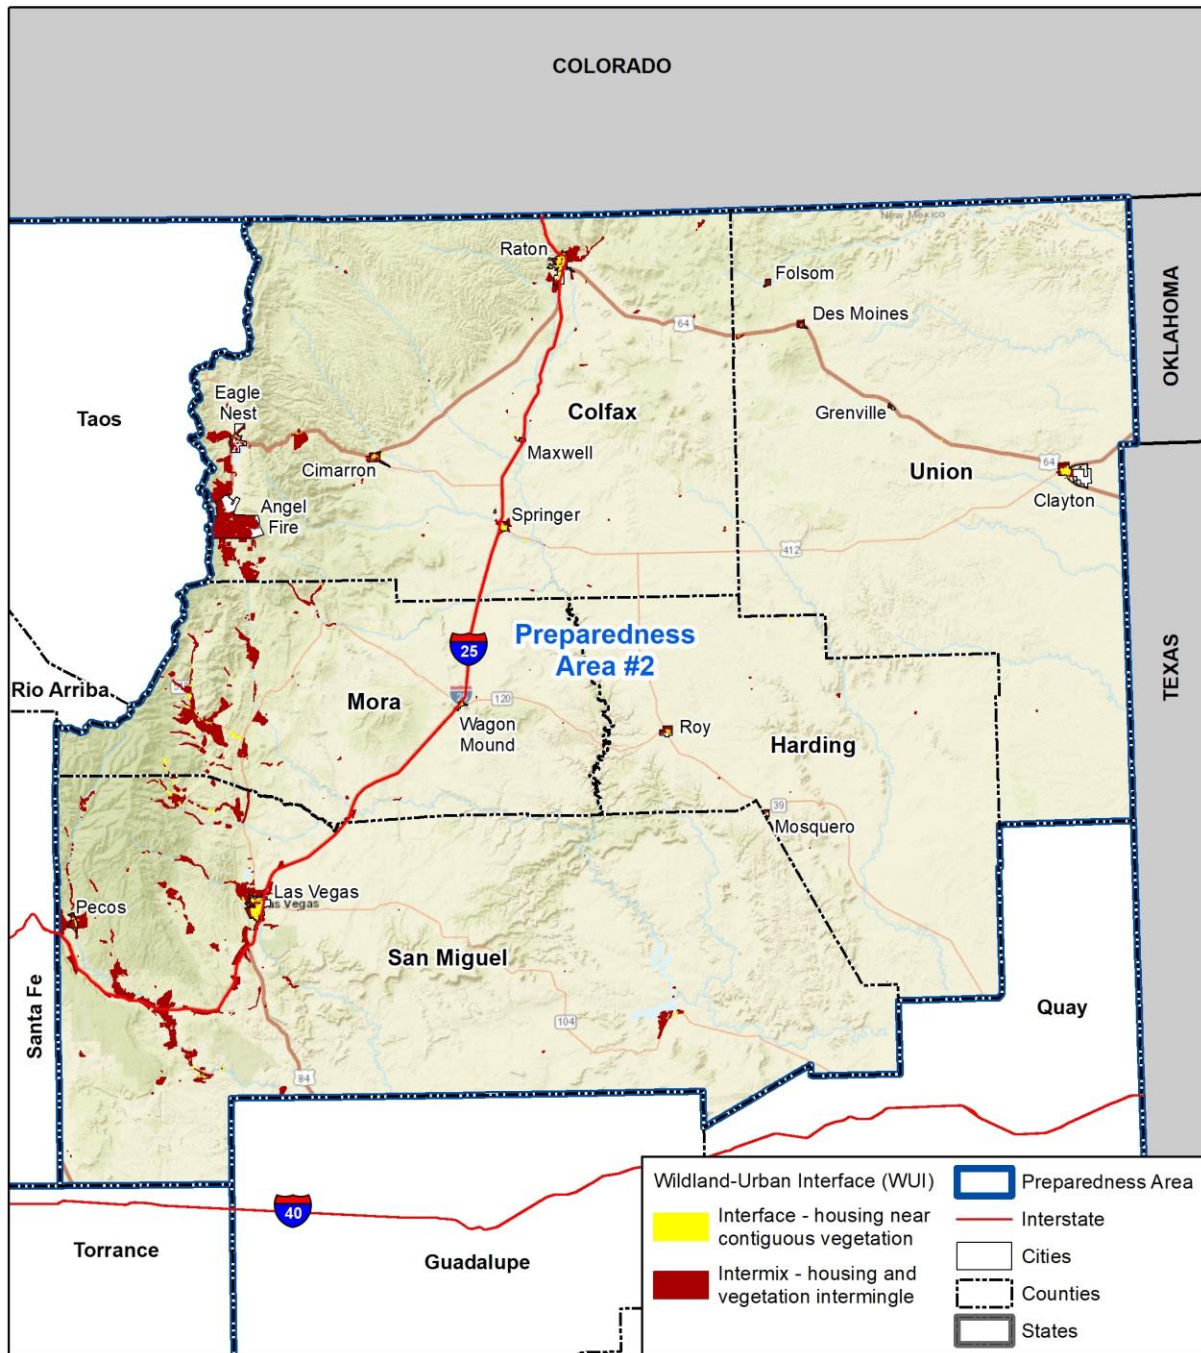 COLORADO
New Mexico
Raton
Folsom
OKLAHOMA
64
Des Moines
Eagle
Nest
Taos
Colfax
Grenville
Maxwell
Cimarron
Union
64
Clayton
Angel
Fire
Springer
412
Preparedness
Area #2
25
Rio Arriba
TEXAS
Mora
120
Wagon
Mound
Roy
Harding
39
Mosquero
Las Vegas
Pecos
San Miguel
Santa Fe
Quay
104
84
40
Torrance
Guadalupe
Wildland-Urban Interface (WUI)
Interface - housing near
contiguous vegetation
Intermix - housing and
vegetation intermingle
Preparedness Area
Interstate
Cities
Counties
States